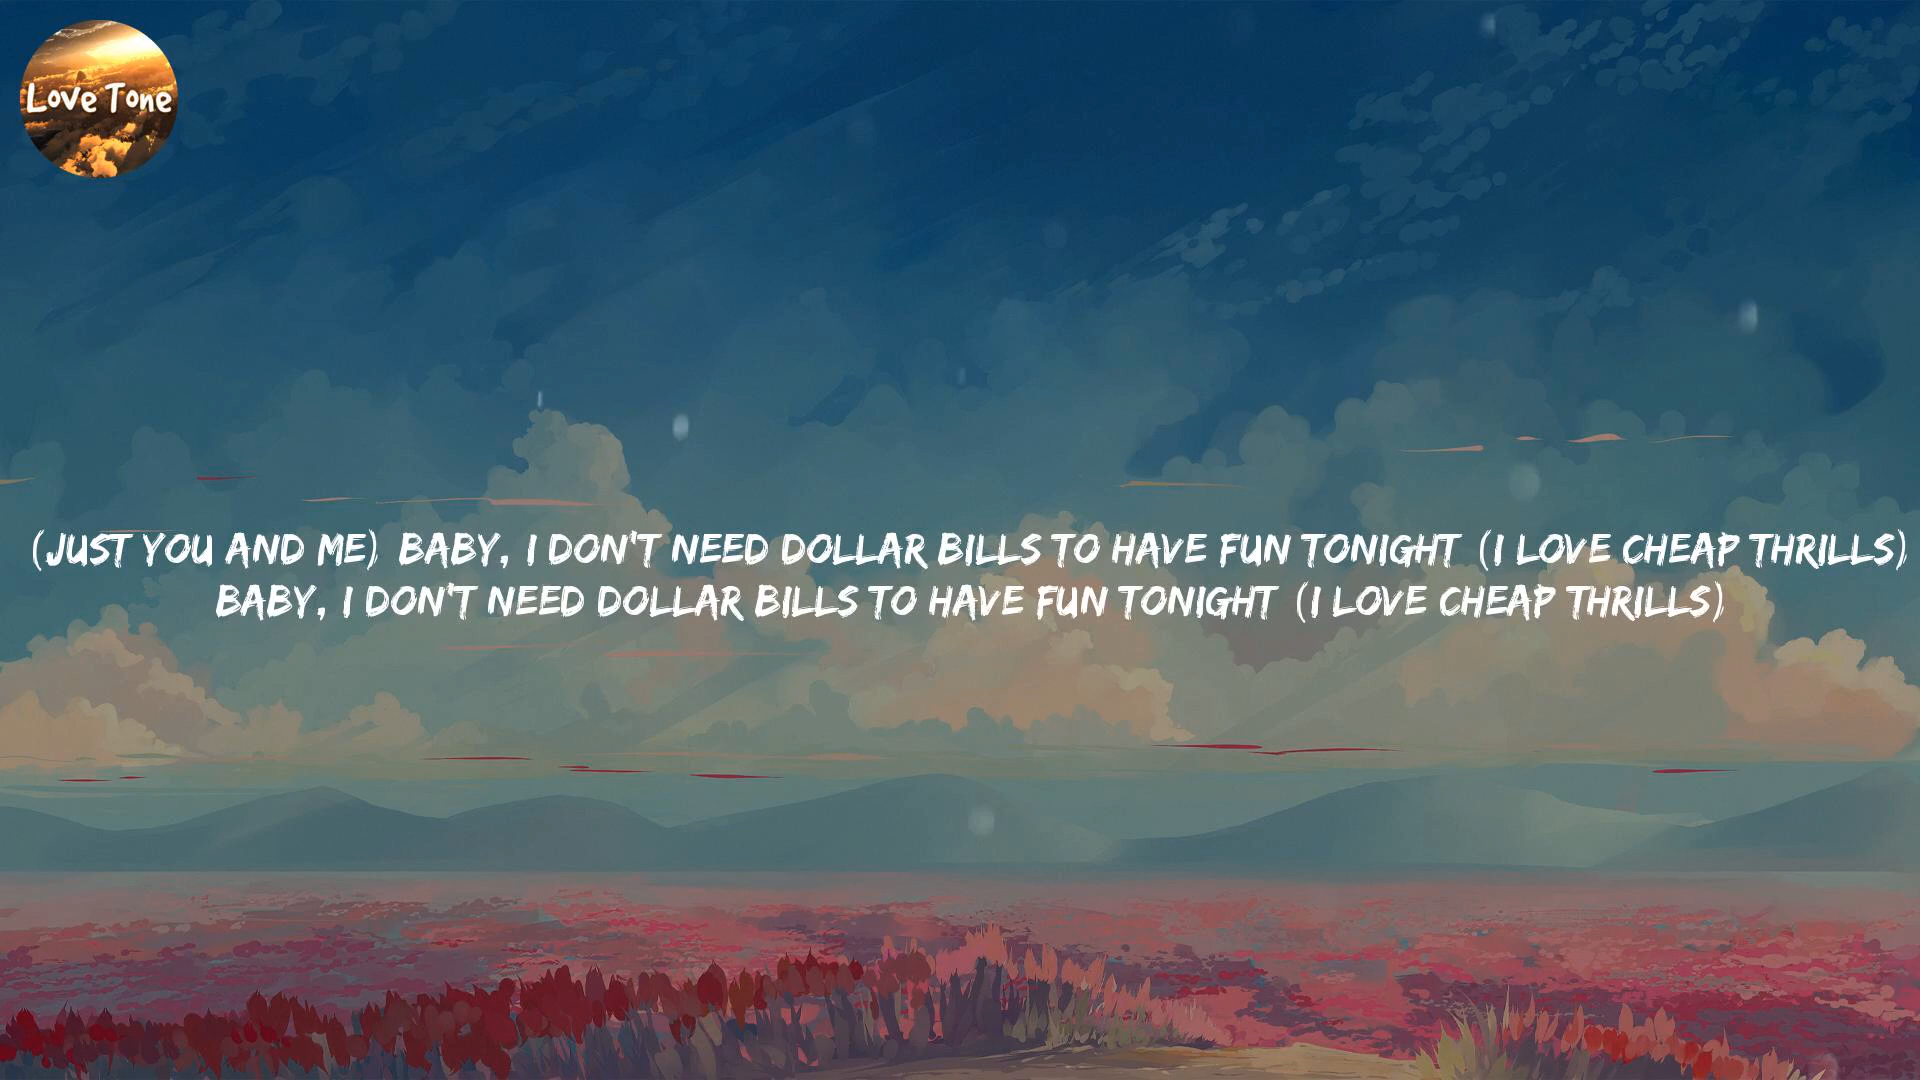 Love Tone
(JUST YOU AND ME) BABY, I DON'T NEED DOLLAR BILLS TO HAVE FUN TONIGHT (I LOVE CHEAP THRILLS)
BABY, I DON'T NEED DOLLAR BILLS TO HAVE FUN TONIGHT (I LOVE CHEAP THRILLS)